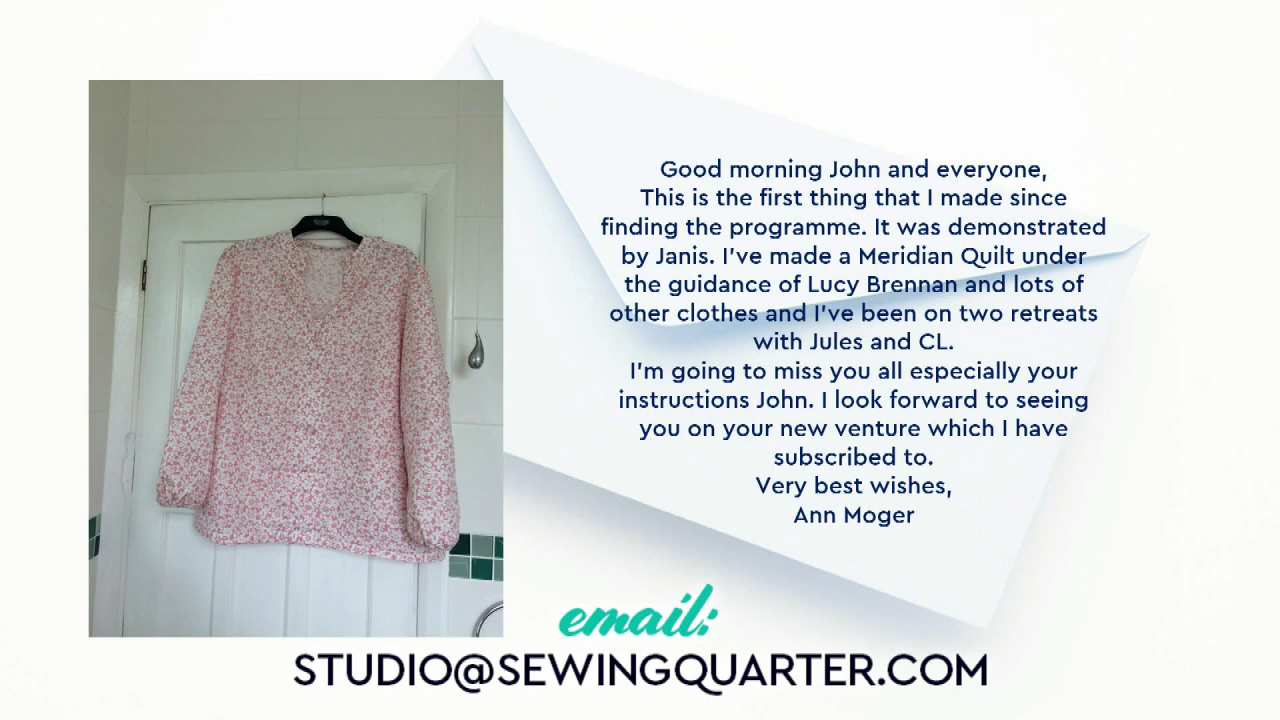 Good morning John and everyone,
This is the first thing that I made since
finding the programme. It was demonstrated
by Janis. I've made a Meridian Quilt under
the guidance of Lucy Brennan and lots of
other clothes and I've been on two retreats
with Jules and CL.
I'm going to miss you all especially your
instructions John. I look forward to seeing
you on your new venture which I have
subscribed to.
Very best wishes,
Ann Moger
email:
STUDIO@SEWINGQUARTER.COM